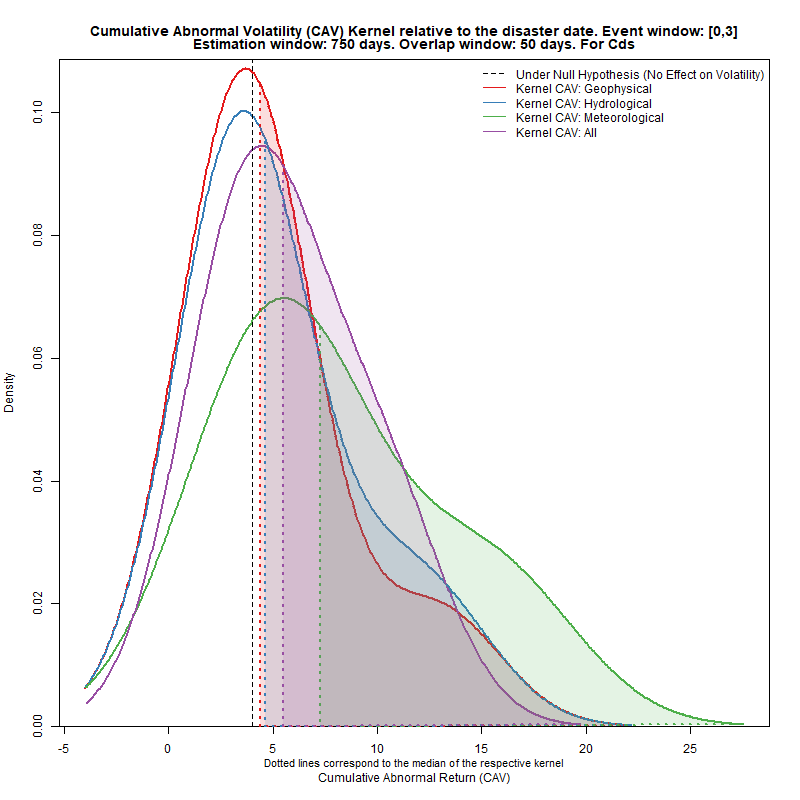 Cumulative Abnormal Volatility (CAV) Kernel relative to the disaster date. Event window: [0,3]
Estimation window: 750 days. Overlap window: 50 days. For Cds
Under Null Hypothesis (No Effect on Volatility)
Kernel CAV: Geophysical
Kernel CAV: Hydrological
Kernel CAV: Meteorological
Kernel CAV: All
Density
0.10
0.08
0.06
0.04
0.02
0.00
-5 0 5 10 15 20 25
Dotted lines correspond to the median of the respective kernel
Cumulative Abnormal Return (CAV)